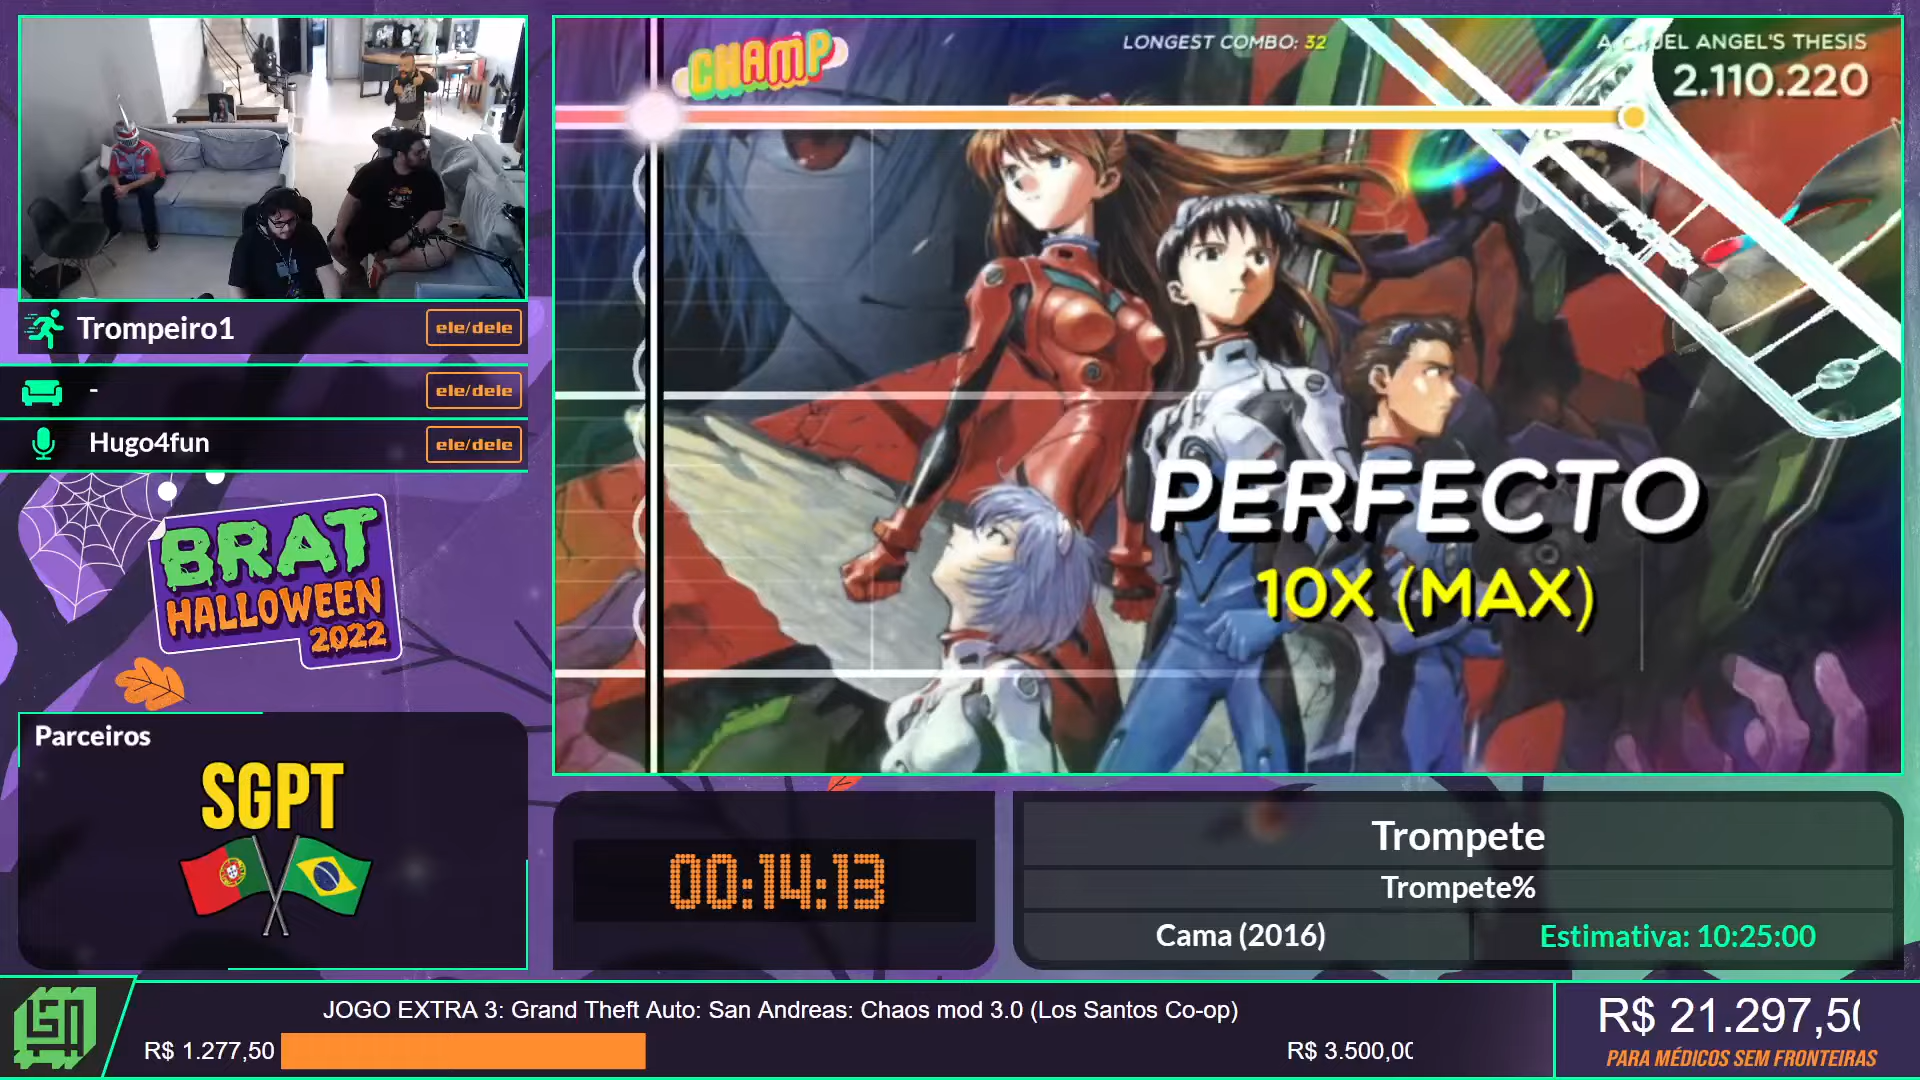 CHAMP
LONGEST COMBO: 32
A CRUEL ANGEL'S THESIS
2.110.220
PERFECTO
10X (MAX)
Trompeiro1
ele/dele
-
ele/dele
Hugo4fun
ele/dele
BRAT
HALLOWEEN
2022
Parceiros
SGPT
00:14:13
Trompete
Trompete%
Cama (2016)
Estimativa: 10:25:00
JOGO EXTRA 3: Grand Theft Auto: San Andreas: Chaos mod 3.0 (Los Santos Co-op)
R$ 1.277,50
R$ 3.500,00
R$ 21.297,50
PARA MÉDICOS SEM FRONTEIRAS